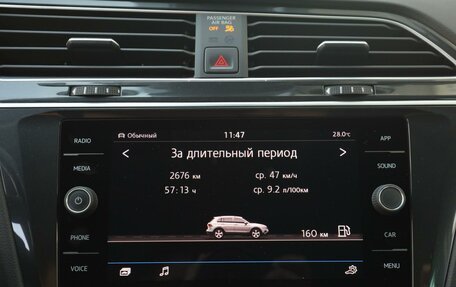 PASSENGER
AIR BAG
OFF
RADIO
MEDIA
PHONE
VOICE
Обычный 11:47 28.0°C
За длительный период
2676 км ср. 47 км/ч
57:13 ч ср. 9.2 л/100км
160 км
APP
SOUND
CAR
MENU